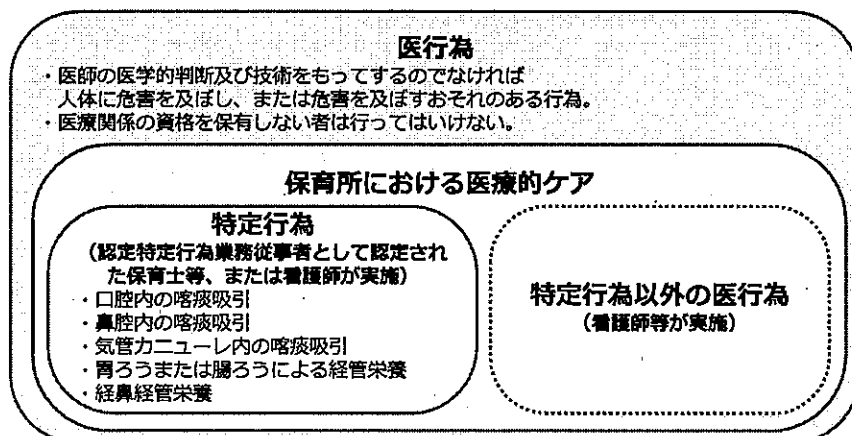 医行為
・医師の医学的判断及び技術をもってするのでなければ
人体に危害を及ぼし、または危害を及ぼすおそれのある行為。
・医療関係の資格を保有しない者は行ってはいけない。
保育所における医療的ケア
特定行為
(認定特定行為業務従事者として認定され
た保育士等、または看護師が実施)
・口腔内の喀痰吸引
・鼻腔内の喀痰吸引
・気管カニューレ内の喀痰吸引
・胃ろうまたは腸ろうによる経管栄養
・経鼻経管栄養
特定行為以外の医行為
(看護師等が実施)